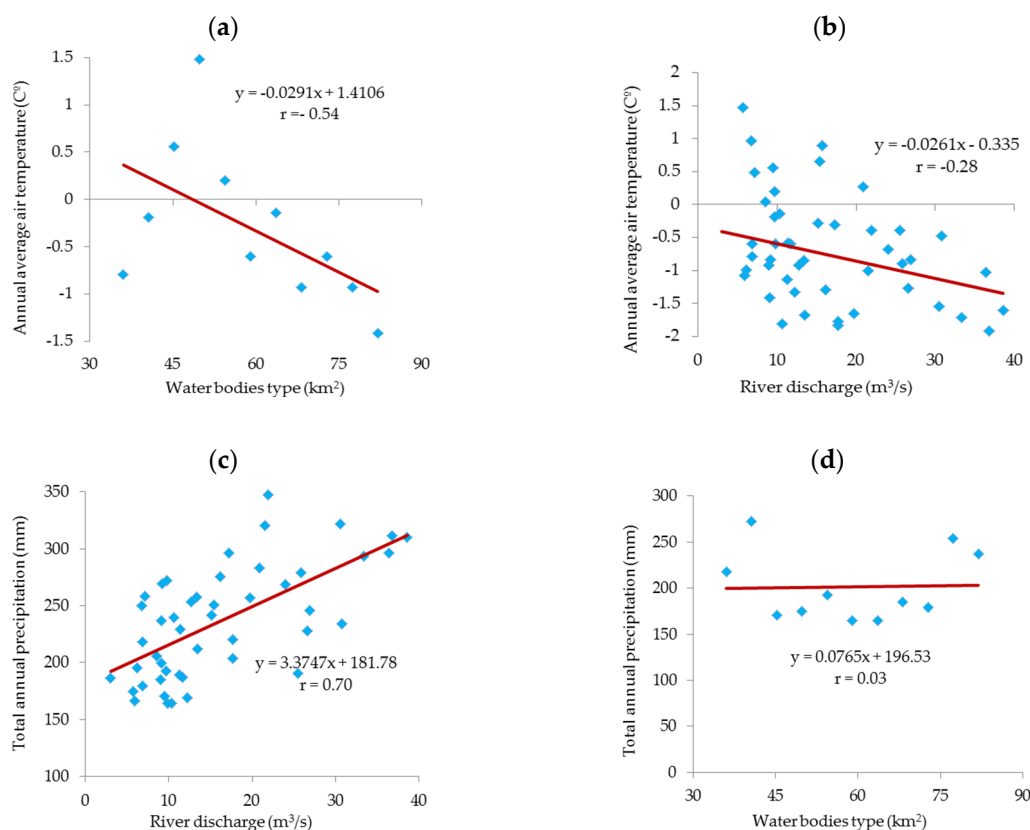 (a)
Annual average air temperature (Cº)
1.5
1
0.5
0
-0.5
-1
-1.5
y = -0.0291x + 1.4106
r =- 0.54
30 45 60 75 90
Water bodies type (km²)
(b)
Annual average air temperature (Cº)
2
1.5
1
0.5
0
-0.5
-1
-1.5
-2
y = -0.0261x - 0.335
r = -0.28
0 10 20 30 40
River discharge (m³/s)
(c)
Total annual precipitation (mm)
350
300
250
200
150
100
y = 3.3747x + 181.78
r = 0.70
0 10 20 30 40
River discharge (m³/s)
(d)
Total annual precipitation (mm)
300
250
200
150
100
50
0
y = 0.0765x + 196.53
r = 0.03
30 45 60 75 90
Water bodies type (km²)